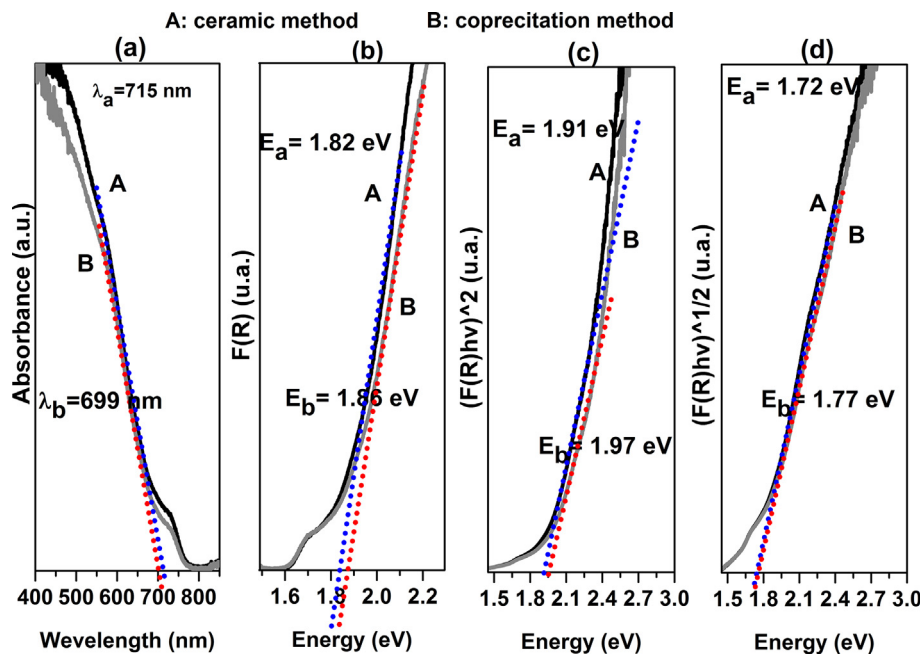 A: ceramic method B: coprecitation method
(a) (b) (c) (d)
λa=715 nm
A
B
λb=699 nm
Absorbance (a.u.)
400 500 600 700 800
Wavelength (nm)
Ea= 1.82 eV
A
B
Eb= 1.86 eV
F(R) (u.a.)
1.6 1.8 2.0 2.2
Energy (eV)
Ea= 1.91 eV
A
B
Eb= 1.97 eV
(F(R)hν)^2 (u.a.)
1.5 1.8 2.1 2.4 2.7 3.0
Energy (eV)
Ea= 1.72 eV
A
B
Eb= 1.77 eV
(F(R)hν)^1/2 (u.a.)
1.5 1.8 2.1 2.4 2.7 3.0
Energy (eV)